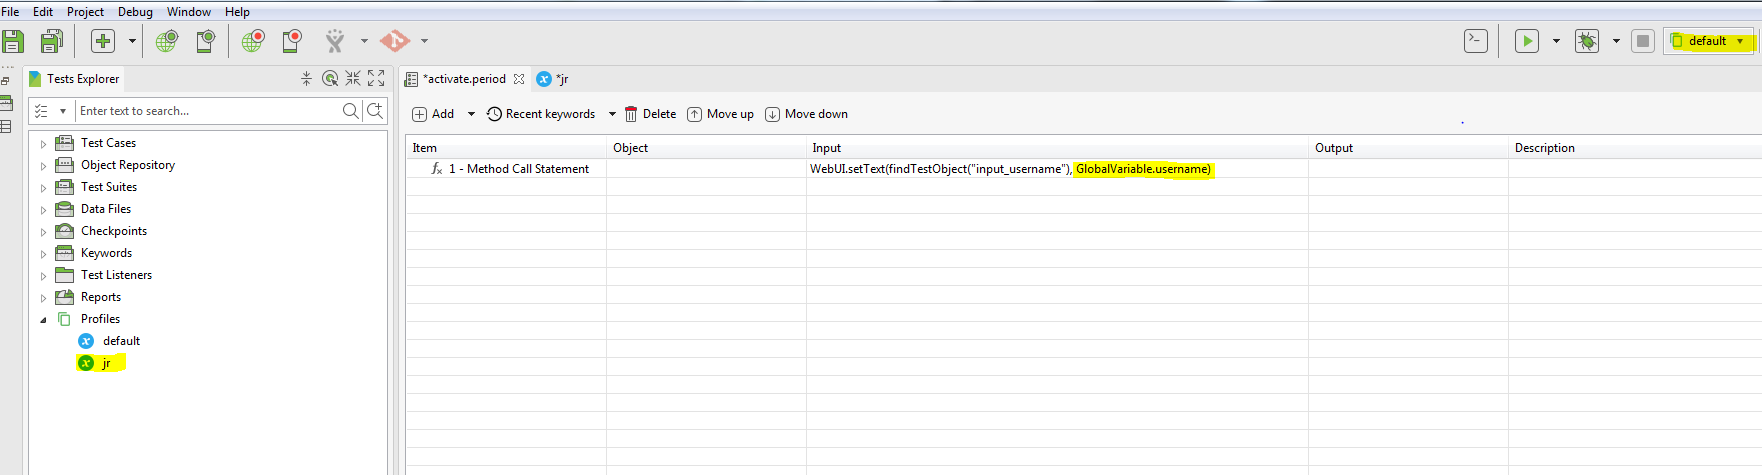 File Edit Project Debug Window Help
default
Tests Explorer
*activate.period
*jr
Enter text to search...
Add Recent keywords Delete Move up Move down
Item Object Input Output Description
fx 1 - Method Call Statement WebUI.setText(findTestObject("input_username"), GlobalVariable.username)
Test Cases
Object Repository
Test Suites
Data Files
Checkpoints
Keywords
Test Listeners
Reports
Profiles
x default
x jr